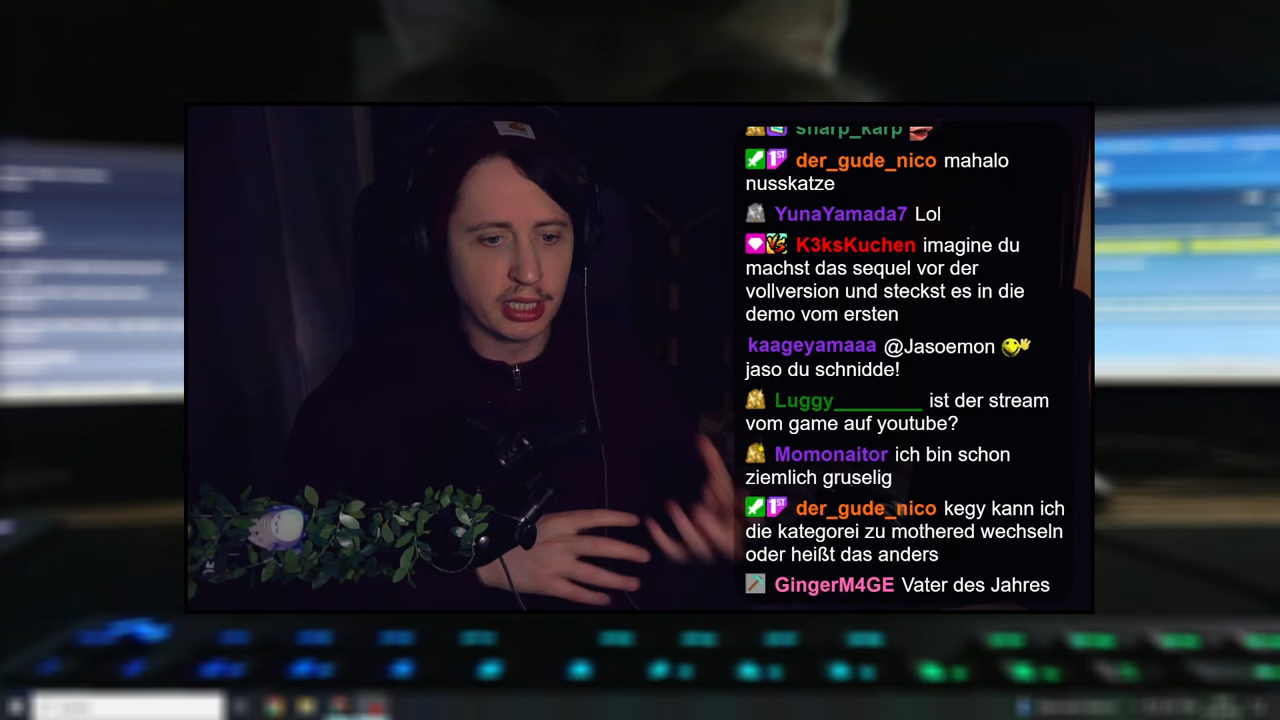 sharp_karp
der_gude_nico mahalo
nusskatze
YunaYamada7 Lol
K3ksKuchen imagine du
machst das sequel vor der
vollversion und steckst es in die
demo vom ersten
kaageyamaaa @Jasoemon
jaso du schnidde!
Luggy________ ist der stream
vom game auf youtube?
Momonaitor ich bin schon
ziemlich gruselig
der_gude_nico kegy kann ich
die kategorei zu mothered wechseln
oder heißt das anders
GingerM4GE Vater des Jahres